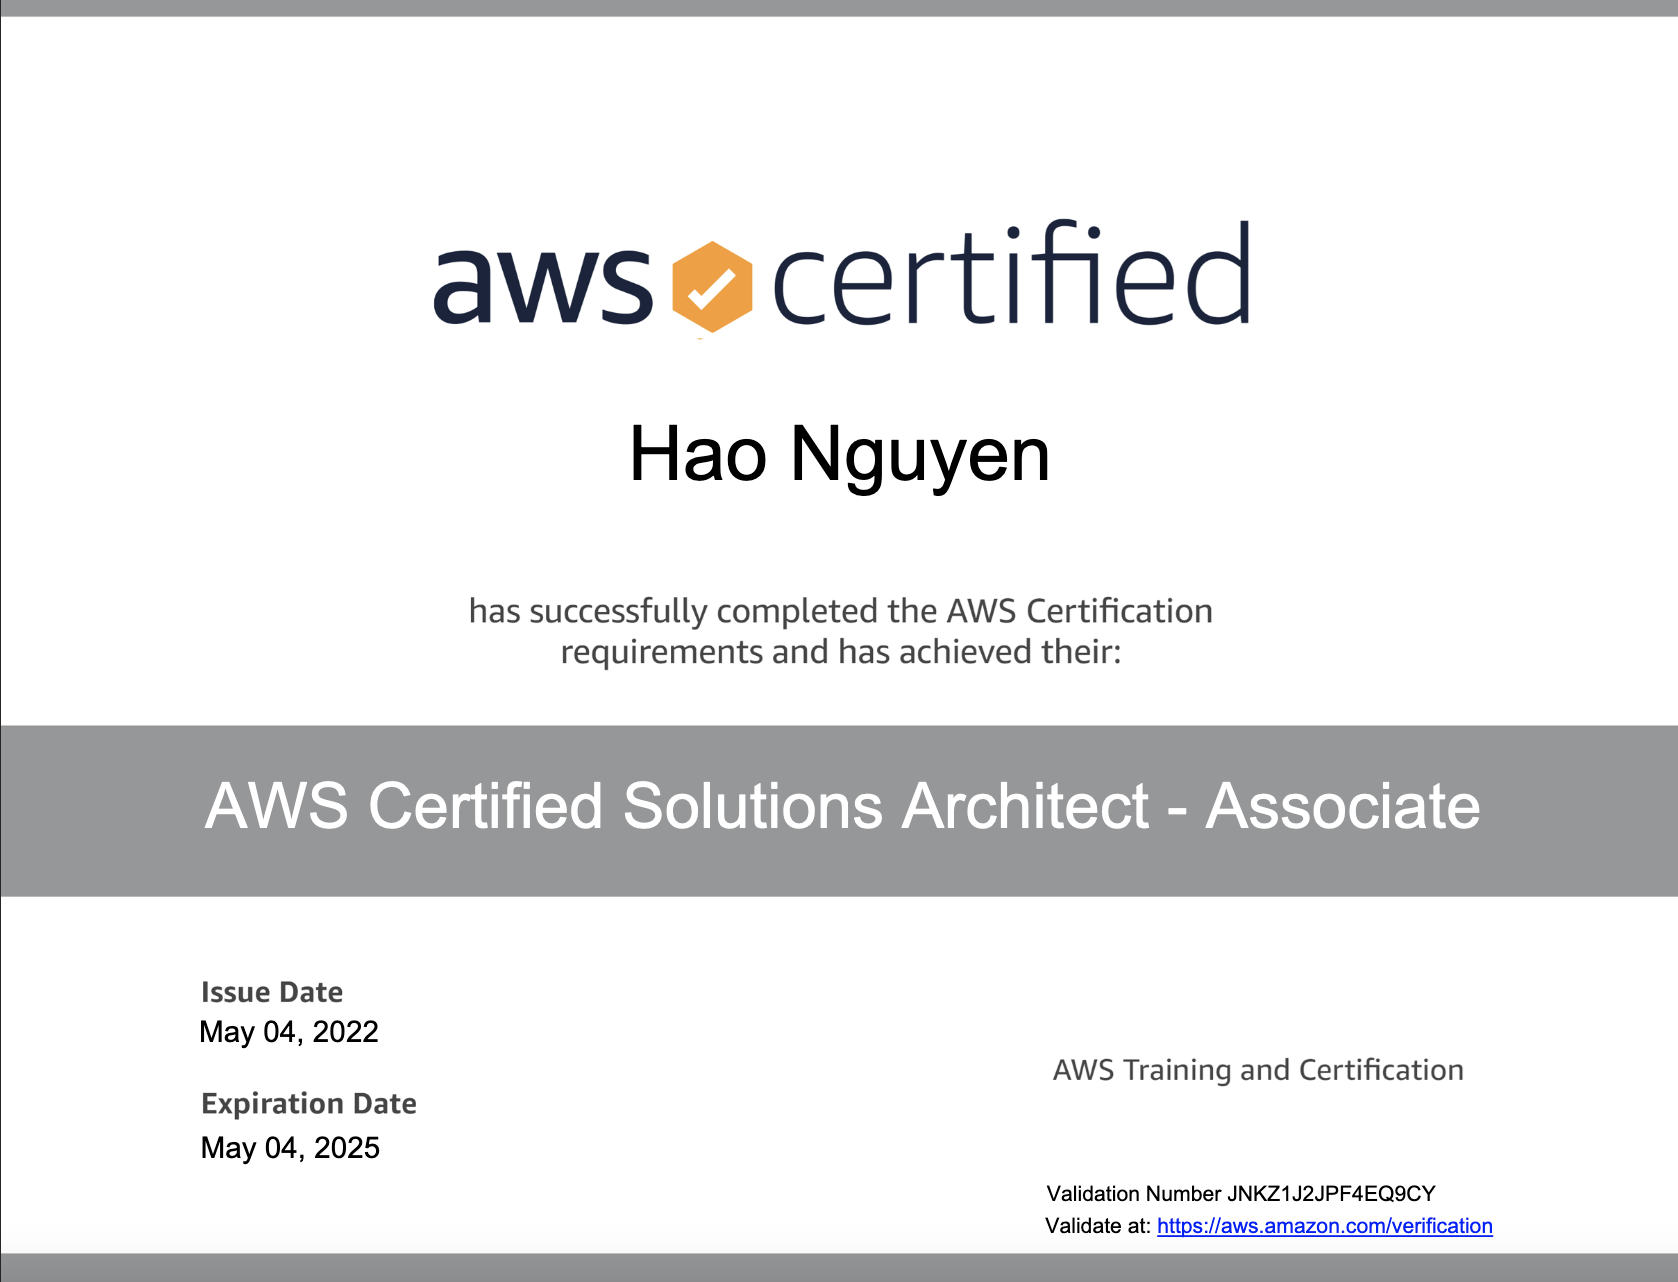 aws certified
Hao Nguyen
has successfully completed the AWS Certification
requirements and has achieved their:
AWS Certified Solutions Architect - Associate
Issue Date
May 04, 2022
Expiration Date
May 04, 2025
AWS Training and Certification
Validation Number JNKZ1J2JPF4EQ9CY
Validate at: https://aws.amazon.com/verification